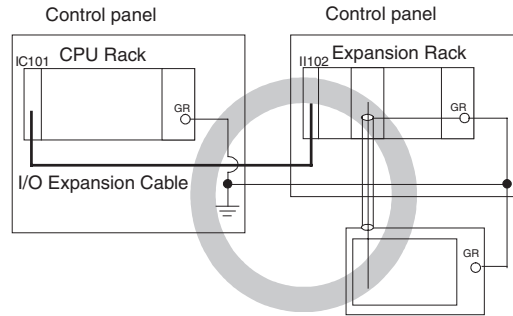 Control panel
Control panel
IC101
CPU Rack
II102
Expansion Rack
GR
GR
I/O Expansion Cable
GR